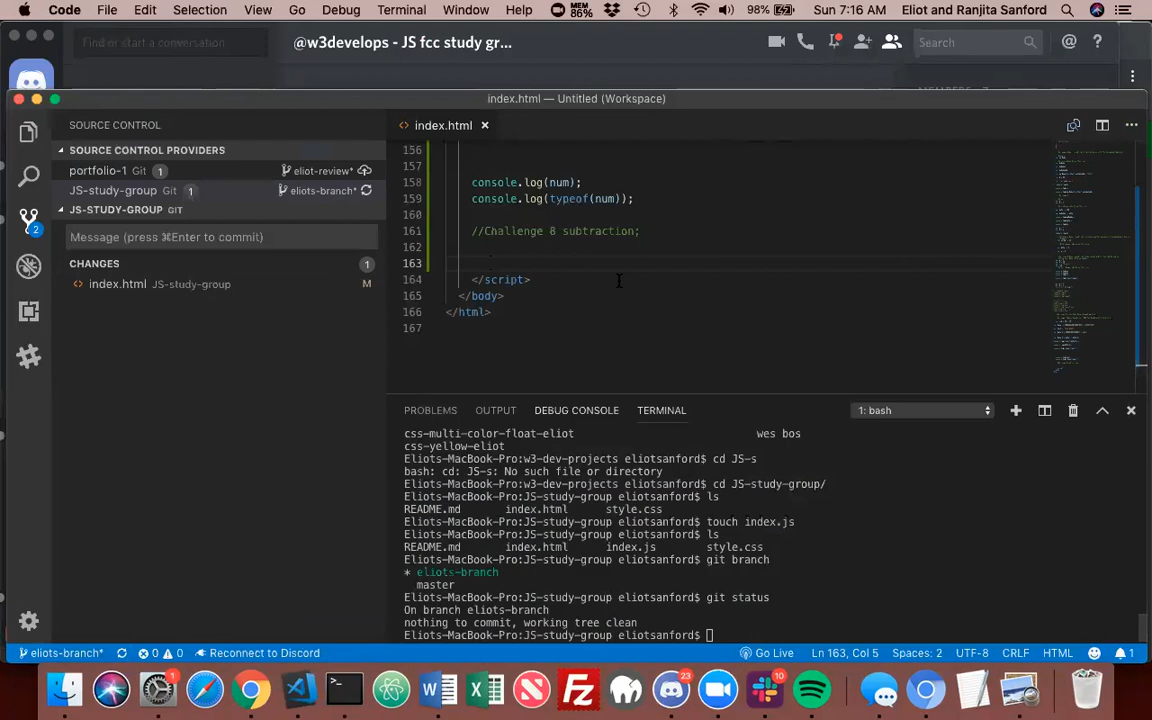 Code File Edit Selection View Go Debug Terminal Window Help MEM 86% 98% Sun 7:16 AM Eliot and Ranjita Sanford
Find or start a conversation
@w3develops - JS fcc study gr...
Search
index.html — Untitled (Workspace)
SOURCE CONTROL
index.html
SOURCE CONTROL PROVIDERS
portfolio-1 Git 1 eliot-review*
JS-study-group Git 1 eliots-branch*
JS-STUDY-GROUP GIT
Message (press ⌘Enter to commit)
CHANGES 1
index.html JS-study-group M
2
156
157
158 console.log(num);
159 console.log(typeof(num));
160
161 //Challenge 8 subtraction;
162
163
164 </script>
165 </body>
166 </html>
167
PROBLEMS OUTPUT DEBUG CONSOLE TERMINAL 1: bash
css-multi-color-float-eliot wes bos
css-yellow-eliot
Eliots-MacBook-Pro:w3-dev-projects eliotsanford$ cd JS-s
bash: cd: JS-s: No such file or directory
Eliots-MacBook-Pro:w3-dev-projects eliotsanford$ cd JS-study-group/
Eliots-MacBook-Pro:JS-study-group eliotsanford$ ls
README.md index.html style.css
Eliots-MacBook-Pro:JS-study-group eliotsanford$ touch index.js
Eliots-MacBook-Pro:JS-study-group eliotsanford$ ls
README.md index.html index.js style.css
Eliots-MacBook-Pro:JS-study-group eliotsanford$ git branch
* eliots-branch
master
Eliots-MacBook-Pro:JS-study-group eliotsanford$ git status
On branch eliots-branch
nothing to commit, working tree clean
Eliots-MacBook-Pro:JS-study-group eliotsanford$
eliots-branch* 0 0 Reconnect to Discord Go Live Ln 163, Col 5 Spaces: 2 UTF-8 CRLF HTML 1
1 23 10